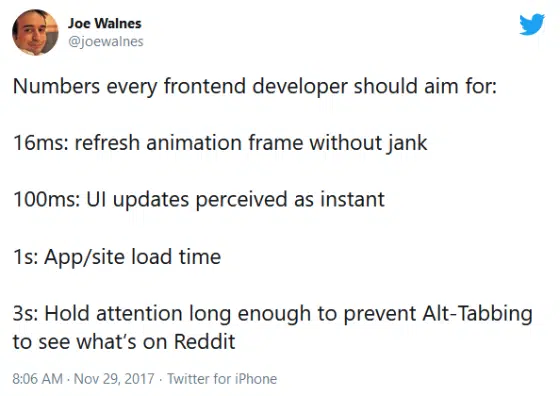 Joe Walnes
@joewalnes
Numbers every frontend developer should aim for:
16ms: refresh animation frame without jank
100ms: UI updates perceived as instant
1s: App/site load time
3s: Hold attention long enough to prevent Alt-Tabbing
to see what’s on Reddit
8:06 AM · Nov 29, 2017 · Twitter for iPhone